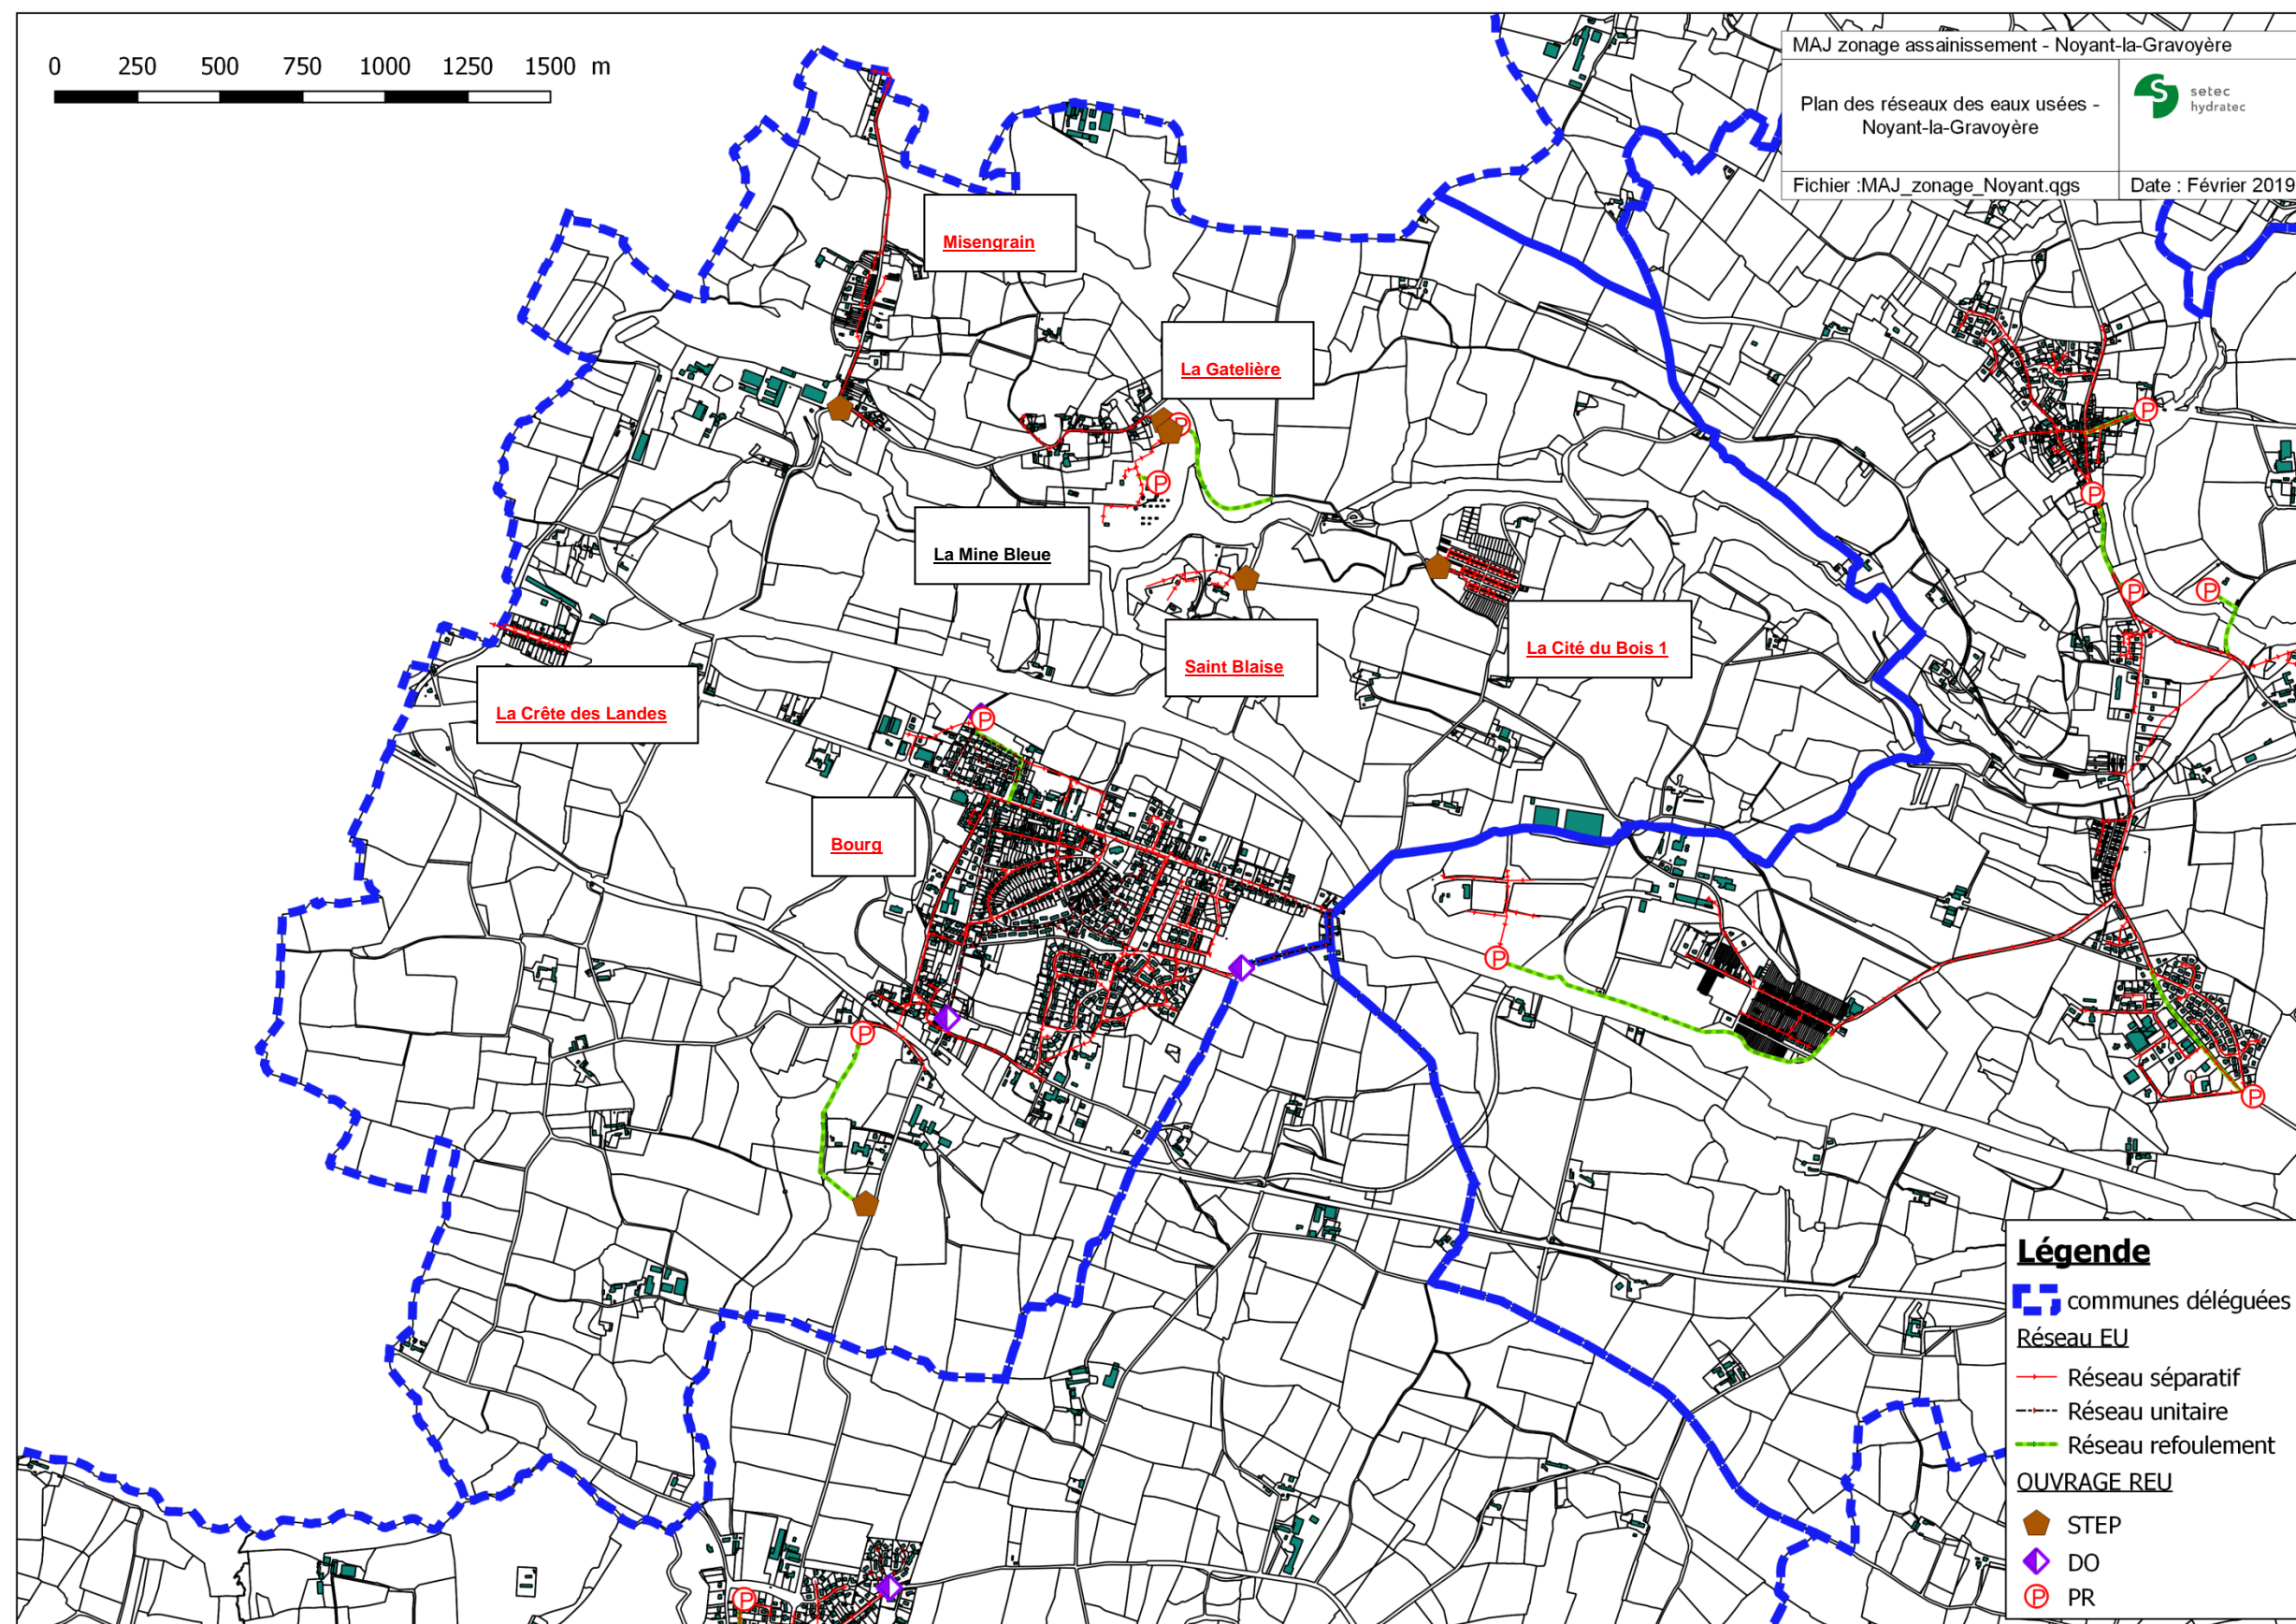 0 250 500 750 1000 1250 1500 m
MAJ zonage assainissement - Noyant-la-Gravoyère
Plan des réseaux des eaux usées -
Noyant-la-Gravoyère
setec
hydratec
Fichier :MAJ_zonage_Noyant.qgs
Date : Février 2019
Misengrain
La Gatelière
La Mine Bleue
Saint Blaise
La Cité du Bois 1
La Crête des Landes
Bourg
P
P
P
P
P
P
P
P
P
P
P
P
Légende
communes déléguées
Réseau EU
Réseau séparatif
Réseau unitaire
Réseau refoulement
OUVRAGE REU
STEP
DO
P PR